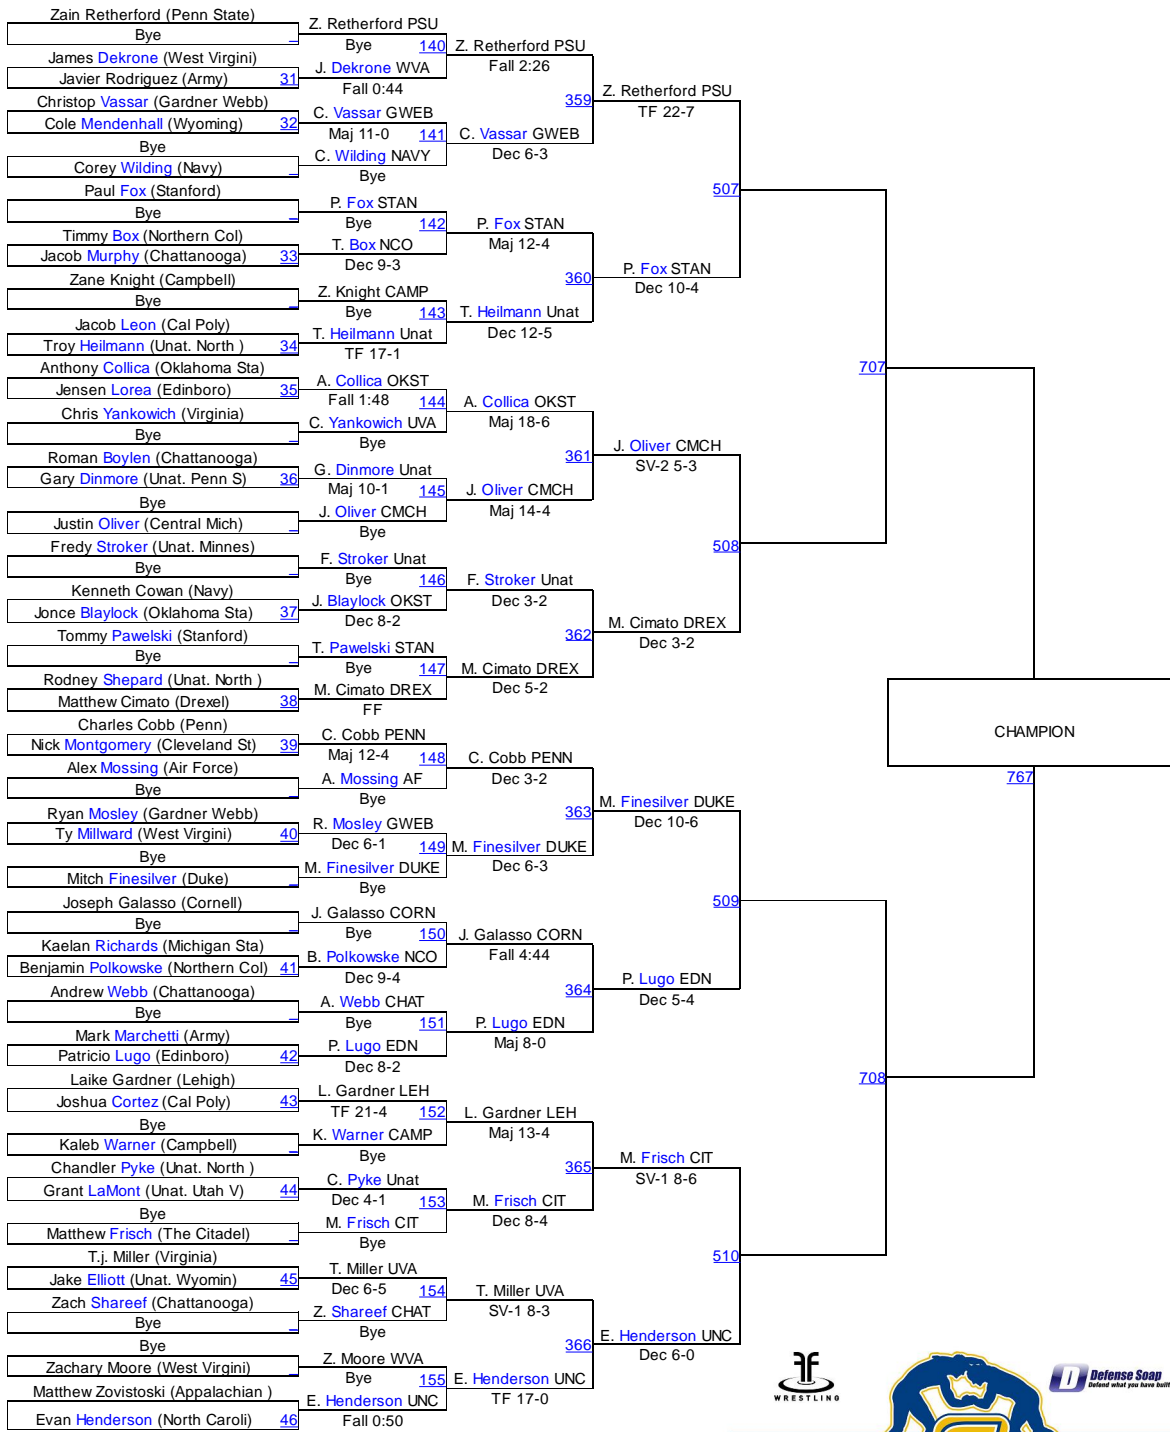 Zain Retherford (Penn State)
Bye
James Dekrone (West Virgini)
Javier Rodriguez (Army) 31
Christop Vassar (Gardner Webb)
Cole Mendenhall (Wyoming) 32
Bye
Corey Wilding (Navy)
Paul Fox (Stanford)
Bye
Timmy Box (Northern Col)
Jacob Murphy (Chattanooga) 33
Zane Knight (Campbell)
Bye
Jacob Leon (Cal Poly)
Troy Heilmann (Unat. North ) 34
Anthony Collica (Oklahoma Sta)
Jensen Lorea (Edinboro) 35
Chris Yankowich (Virginia)
Bye
Roman Boylen (Chattanooga)
Gary Dinmore (Unat. Penn S) 36
Bye
Justin Oliver (Central Mich)
Fredy Stroker (Unat. Minnes)
Bye
Kenneth Cowan (Navy)
Jonce Blaylock (Oklahoma Sta) 37
Tommy Pawelski (Stanford)
Bye
Rodney Shepard (Unat. North )
Matthew Cimato (Drexel) 38
Charles Cobb (Penn)
Nick Montgomery (Cleveland St) 39
Alex Mossing (Air Force)
Bye
Ryan Mosley (Gardner Webb)
Ty Millward (West Virgini) 40
Bye
Mitch Finesilver (Duke)
Joseph Galasso (Cornell)
Bye
Kaelan Richards (Michigan Sta)
Benjamin Polkowske (Northern Col) 41
Andrew Webb (Chattanooga)
Bye
Mark Marchetti (Army)
Patricio Lugo (Edinboro) 42
Laike Gardner (Lehigh)
Joshua Cortez (Cal Poly) 43
Bye
Kaleb Warner (Campbell)
Chandler Pyke (Unat. North )
Grant LaMont (Unat. Utah V) 44
Bye
Matthew Frisch (The Citadel)
T.j. Miller (Virginia)
Jake Elliott (Unat. Wyomin) 45
Zach Shareef (Chattanooga)
Bye
Bye
Zachary Moore (West Virgini)
Matthew Zovistoski (Appalachian )
Evan Henderson (North Caroli) 46
Z. Retherford PSU
Bye 140
J. Dekrone WVA
Fall 0:44
C. Vassar GWEB
Maj 11-0 141
C. Wilding NAVY
Bye
P. Fox STAN
Bye 142
T. Box NCO
Dec 9-3
Z. Knight CAMP
Bye 143
T. Heilmann Unat
TF 17-1
A. Collica OKST
Fall 1:48 144
C. Yankowich UVA
Bye
G. Dinmore Unat
Maj 10-1 145
J. Oliver CMCH
Bye
F. Stroker Unat
Bye 146
J. Blaylock OKST
Dec 8-2
T. Pawelski STAN
Bye 147
M. Cimato DREX
FF
C. Cobb PENN
Maj 12-4 148
A. Mossing AF
Bye
R. Mosley GWEB
Dec 6-1 149
M. Finesilver DUKE
Bye
J. Galasso CORN
Bye 150
B. Polkowske NCO
Dec 9-4
A. Webb CHAT
Bye 151
P. Lugo EDN
Dec 8-2
L. Gardner LEH
TF 21-4 152
K. Warner CAMP
Bye
C. Pyke Unat
Dec 4-1 153
M. Frisch CIT
Bye
T. Miller UVA
Dec 6-5 154
Z. Shareef CHAT
Bye
Z. Moore WVA
Bye 155
E. Henderson UNC
Fall 0:50
Z. Retherford PSU
Fall 2:26
359
C. Vassar GWEB
Dec 6-3
P. Fox STAN
Maj 12-4
360
T. Heilmann Unat
Dec 12-5
A. Collica OKST
Maj 18-6
361
J. Oliver CMCH
Maj 14-4
F. Stroker Unat
Dec 3-2
362
M. Cimato DREX
Dec 5-2
C. Cobb PENN
Dec 3-2
363
M. Finesilver DUKE
Dec 6-3
J. Galasso CORN
Fall 4:44
364
P. Lugo EDN
Maj 8-0
L. Gardner LEH
Maj 13-4
365
M. Frisch CIT
Dec 8-4
T. Miller UVA
SV-1 8-3
366
E. Henderson UNC
TF 17-0
Z. Retherford PSU
TF 22-7
507
P. Fox STAN
Dec 10-4
J. Oliver CMCH
SV-2 5-3
508
M. Cimato DREX
Dec 3-2
M. Finesilver DUKE
Dec 10-6
509
P. Lugo EDN
Dec 5-4
M. Frisch CIT
SV-1 8-6
510
E. Henderson UNC
Dec 6-0
707
708
CHAMPION
767
WRESTLING
D Defense Soap
Defend what you have built